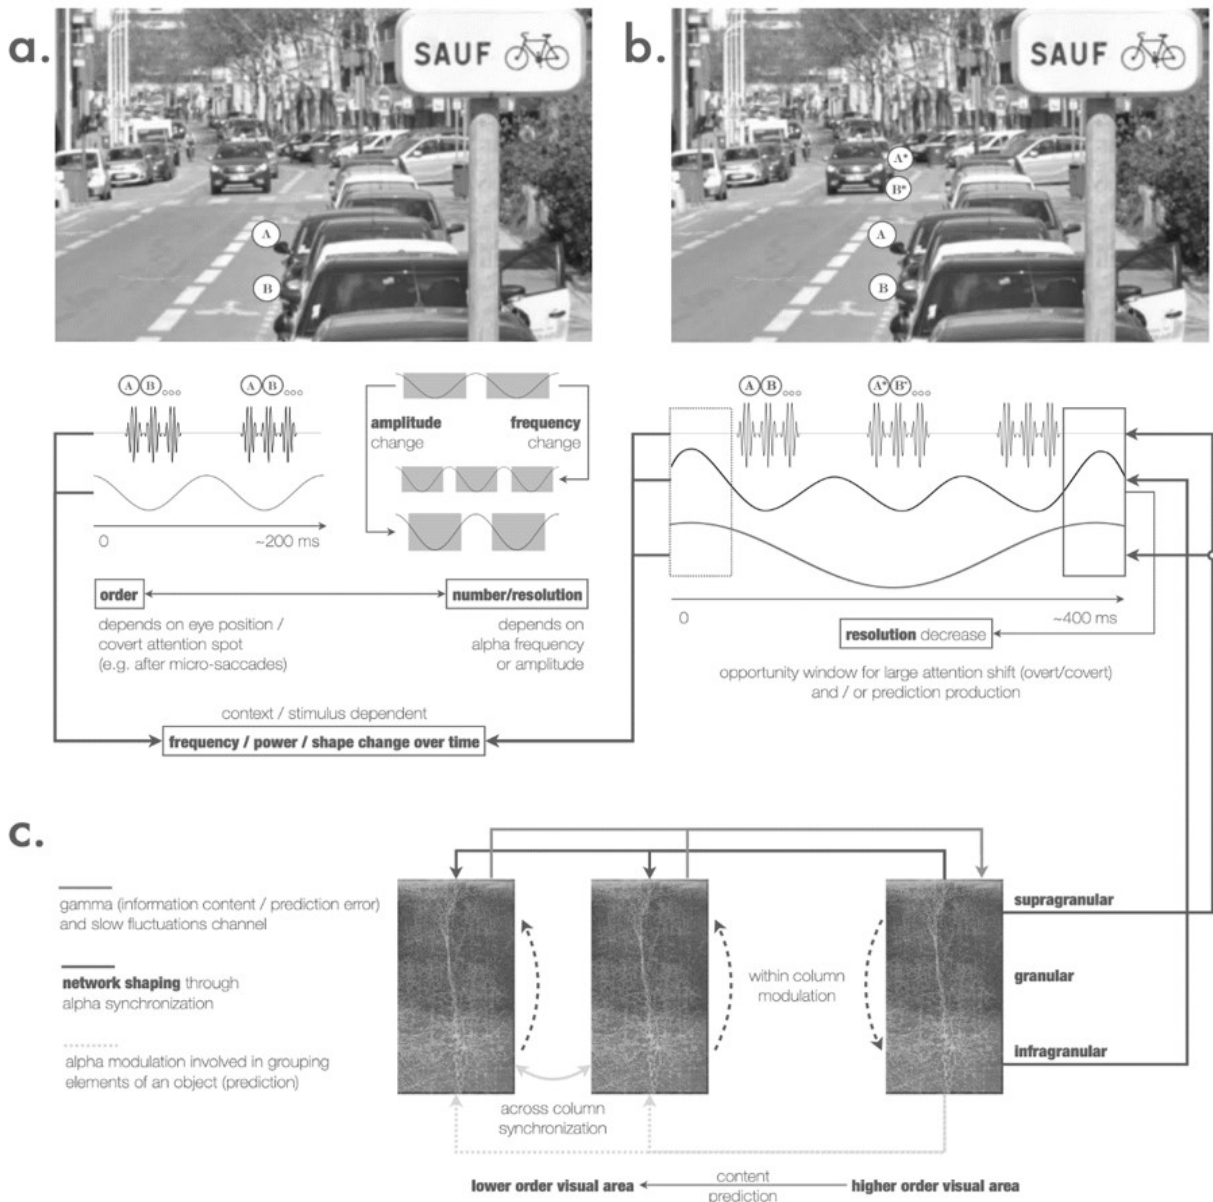 a.
SAUF
A
B
b.
SAUF
A*
B*
A
B
A B
A B
amplitude
change
frequency
change
0
~200 ms
order
number/resolution
depends on eye position /
covert attention spot
(e.g. after micro-saccades)
depends on
alpha frequency
or amplitude
A B
A* B*
0
~400 ms
resolution decrease
opportunity window for large attention shift (overt/covert)
and / or prediction production
context / stimulus dependent
frequency / power / shape change over time
c.
gamma (information content / prediction error)
and slow fluctuations channel
network shaping through
alpha synchronization
alpha modulation involved in grouping
elements of an object (prediction)
within column
modulation
across column
synchronization
supragranular
granular
infragranular
lower order visual area
content
prediction
higher order visual area